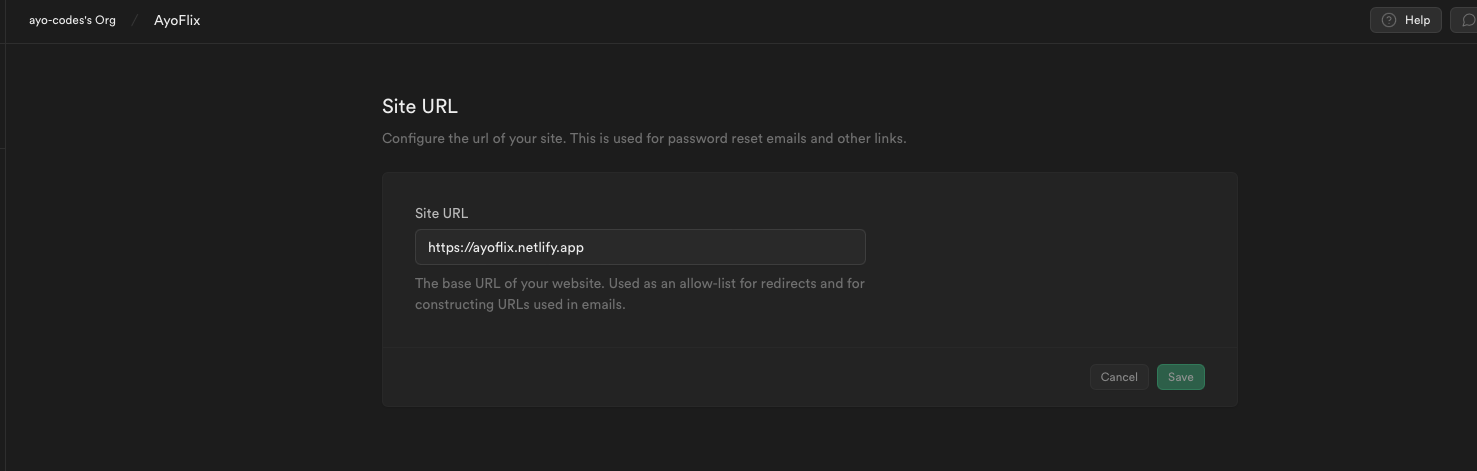 ayo-codes's Org / AyoFlix
Help
Site URL
Configure the url of your site. This is used for password reset emails and other links.
Site URL
https://ayoflix.netlify.app
The base URL of your website. Used as an allow-list for redirects and for
constructing URLs used in emails.
Cancel
Save